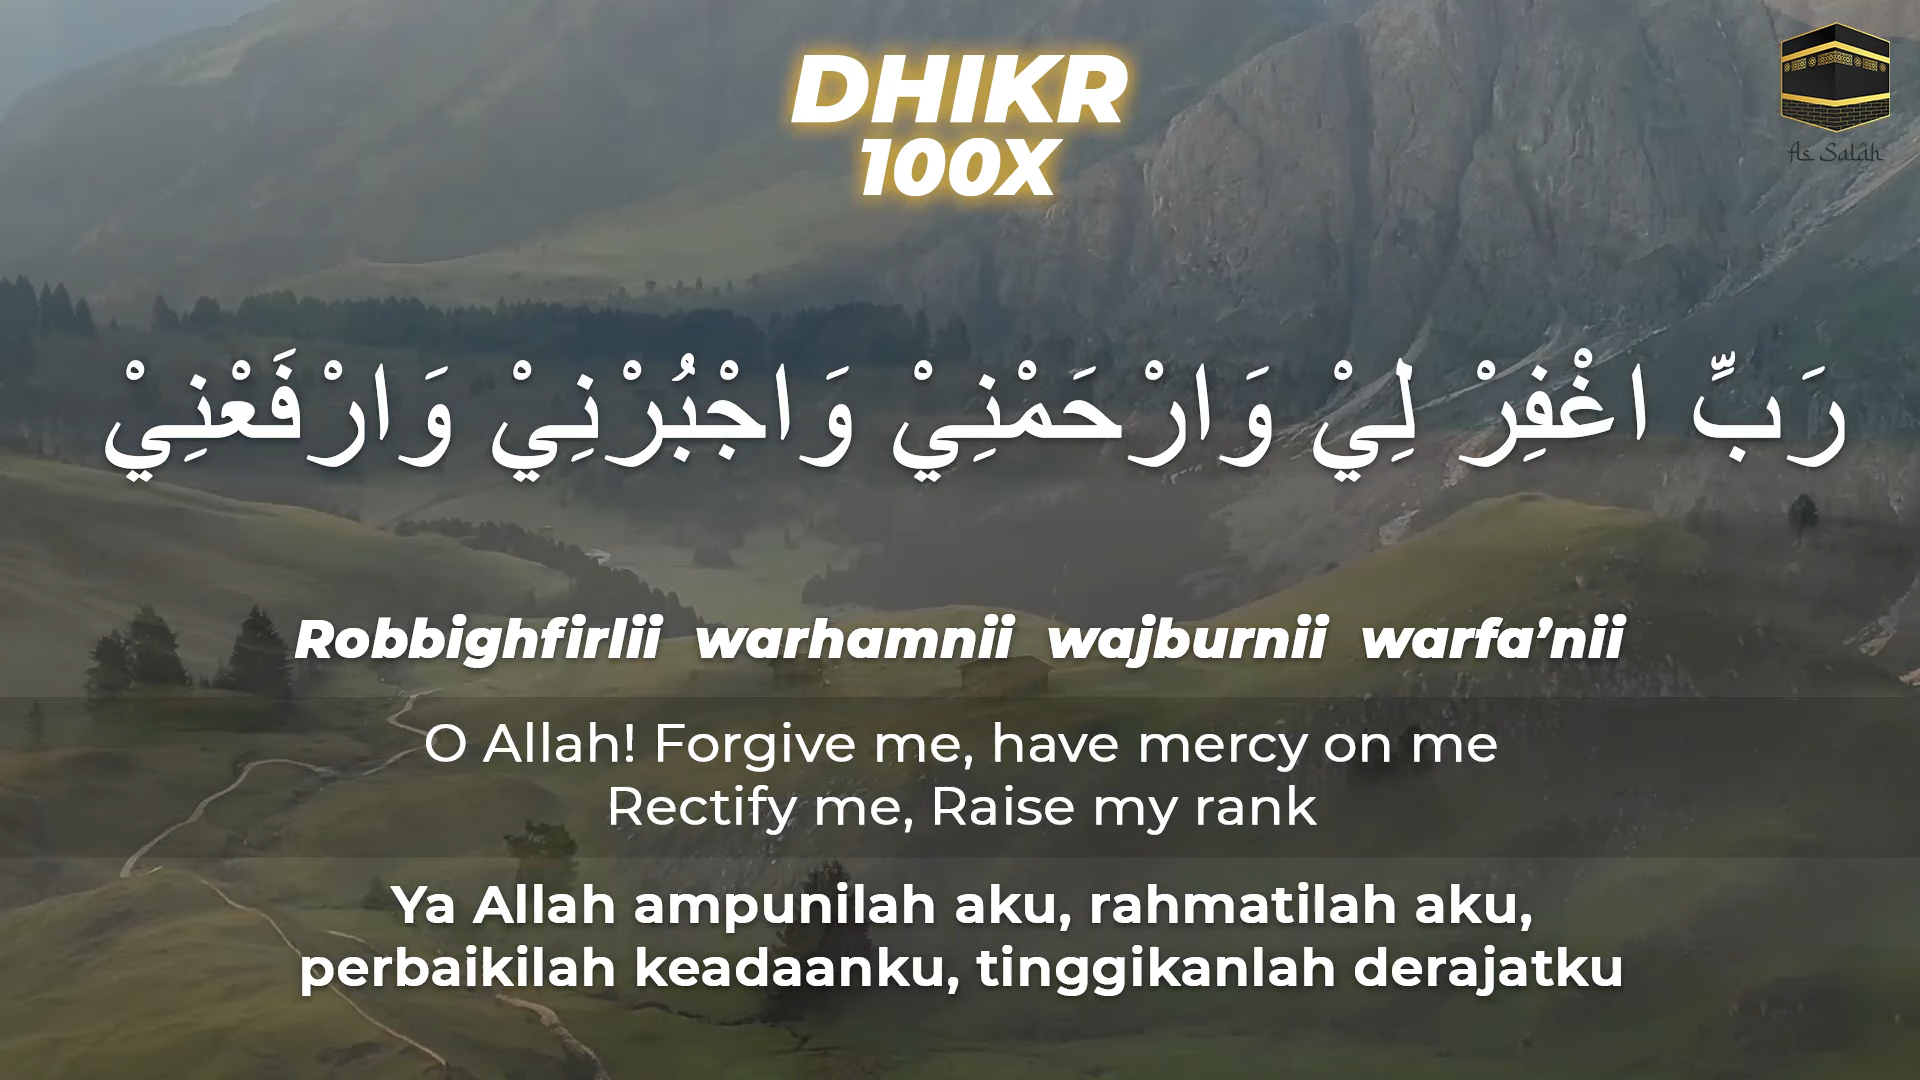 DHIKR
100X
As Salâh
رَبِّ اغْفِرْ لِيْ وَارْحَمْنِيْ وَاجْبُرْنِيْ وَارْفَعْنِيْ
Robbighfirlii warhamnii wajburnii warfa’nii
O Allah! Forgive me, have mercy on me
Rectify me, Raise my rank
Ya Allah ampunilah aku, rahmatilah aku,
perbaikilah keadaanku, tinggikanlah derajatku